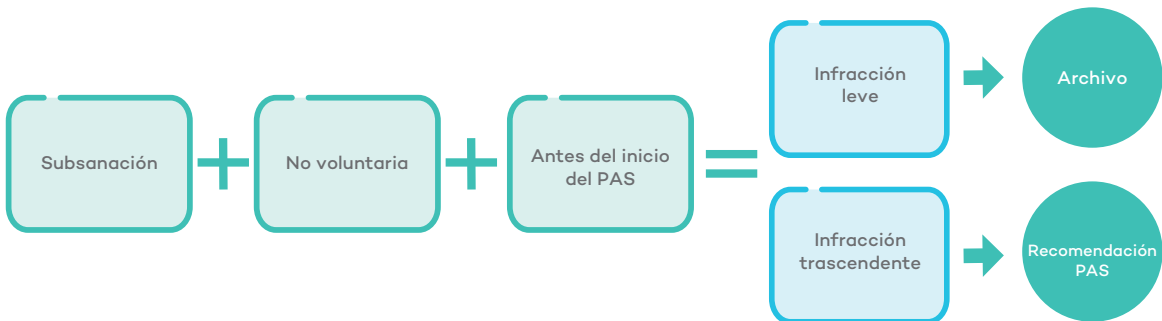 Subsanación
No voluntaria
Antes del inicio
del PAS
Infracción
leve
Archivo
Infracción
trascendente
Recomendación
PAS